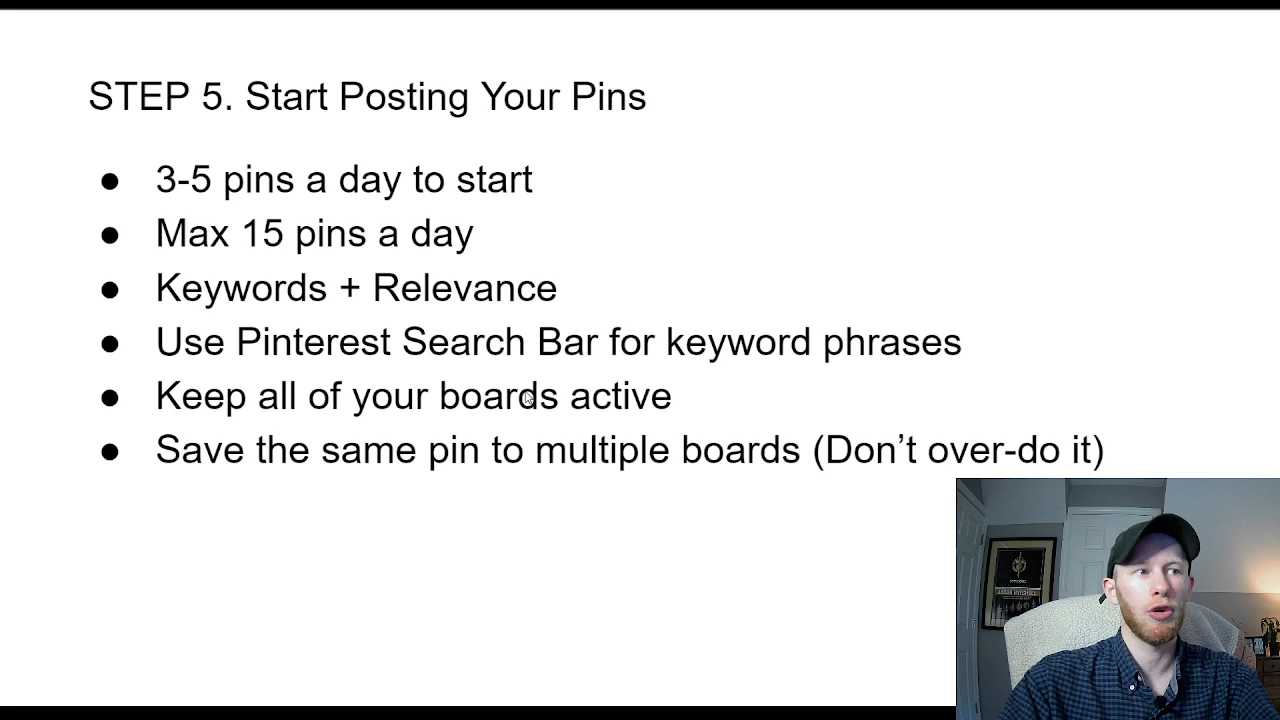 STEP 5. Start Posting Your Pins
● 3-5 pins a day to start
● Max 15 pins a day
● Keywords + Relevance
● Use Pinterest Search Bar for keyword phrases
● Keep all of your boards active
● Save the same pin to multiple boards (Don’t over-do it)